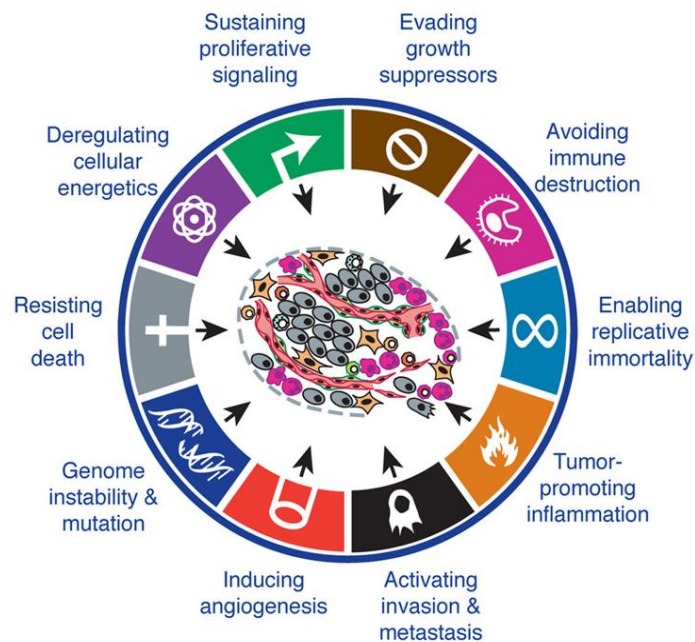 Sustaining
proliferative
signaling
Evading
growth
suppressors
Avoiding
immune
destruction
Enabling
replicative
immortality
Tumor-
promoting
inflammation
Activating
invasion &
metastasis
Inducing
angiogenesis
Genome
instability &
mutation
Resisting
cell
death
Deregulating
cellular
energetics